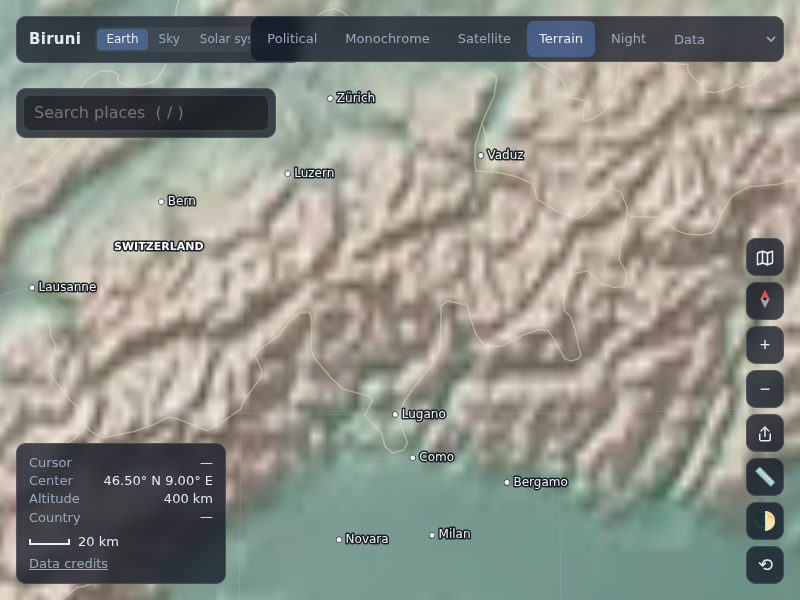 Biruni Earth Sky Solar sys Political Monochrome Satellite Terrain Night Data
Search places ( / )
Zürich
Vaduz
Luzern
Bern
SWITZERLAND
Lausanne
+
−
Lugano
Como
Bergamo
Novara
Milan
Cursor —
Center 46.50° N 9.00° E
Altitude 400 km
Country —
20 km
Data credits